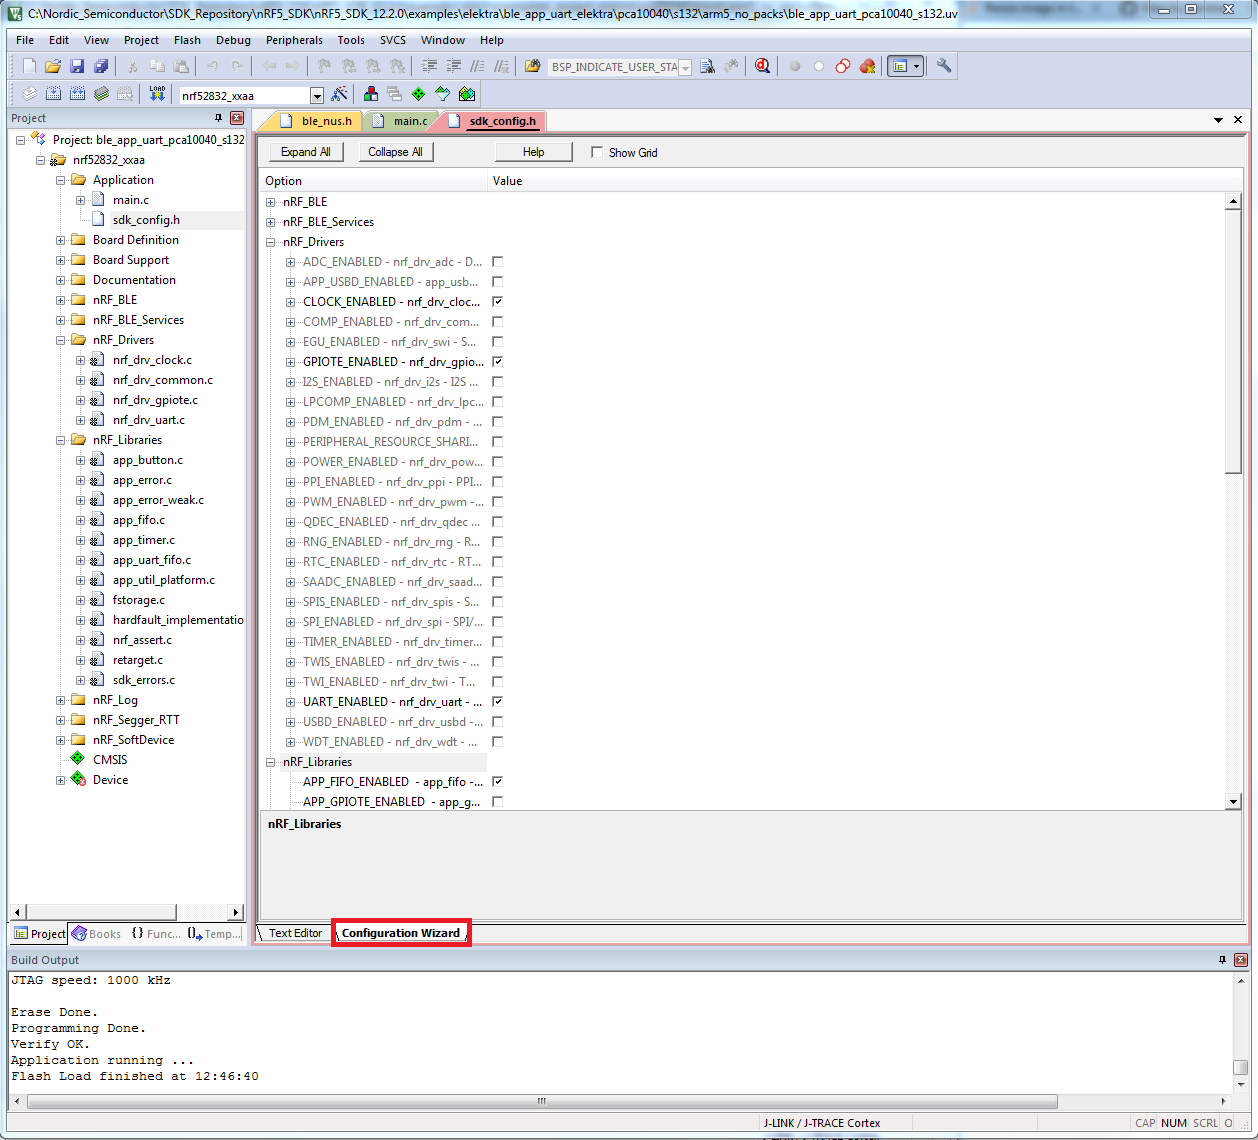 C:\Nordic_Semiconductor\SDK_Repository\nRF5_SDK\nRF5_SDK_12.2.0\examples\elektra\ble_app_uart_elektra\pca10040\s132\arm5_no_packs\ble_app_uart_pca10040_s132.uv
File Edit View Project Flash Debug Peripherals Tools SVCS Window Help
BSP_INDICATE_USER_STA
LOAD
nrf52832_xxaa
Project
ble_nus.h main.c sdk_config.h
Project: ble_app_uart_pca10040_s132
nrf52832_xxaa
Application
main.c
sdk_config.h
Board Definition
Board Support
Documentation
nRF_BLE
nRF_BLE_Services
nRF_Drivers
nrf_drv_clock.c
nrf_drv_common.c
nrf_drv_gpiote.c
nrf_drv_uart.c
nRF_Libraries
app_button.c
app_error.c
app_error_weak.c
app_fifo.c
app_timer.c
app_uart_fifo.c
app_util_platform.c
fstorage.c
hardfault_implementatio
nrf_assert.c
retarget.c
sdk_errors.c
nRF_Log
nRF_Segger_RTT
nRF_SoftDevice
CMSIS
Device
Project Books {} Func... Temp...
Expand All Collapse All Help Show Grid
Option Value
nRF_BLE
nRF_BLE_Services
nRF_Drivers
ADC_ENABLED - nrf_drv_adc - D...
APP_USBD_ENABLED - app_usb...
CLOCK_ENABLED - nrf_drv_cloc...
COMP_ENABLED - nrf_drv_com...
EGU_ENABLED - nrf_drv_swi - S...
GPIOTE_ENABLED - nrf_drv_gpio...
I2S_ENABLED - nrf_drv_i2s - I2S ...
LPCOMP_ENABLED - nrf_drv_lpc...
PDM_ENABLED - nrf_drv_pdm - ...
PERIPHERAL_RESOURCE_SHARI...
POWER_ENABLED - nrf_drv_pow...
PPI_ENABLED - nrf_drv_ppi - PPI...
PWM_ENABLED - nrf_drv_pwm -...
QDEC_ENABLED - nrf_drv_qdec ...
RNG_ENABLED - nrf_drv_rng - R...
RTC_ENABLED - nrf_drv_rtc - RT...
SAADC_ENABLED - nrf_drv_saad...
SPIS_ENABLED - nrf_drv_spis - S...
SPI_ENABLED - nrf_drv_spi - SPI/...
TIMER_ENABLED - nrf_drv_timer...
TWIS_ENABLED - nrf_drv_twis - ...
TWI_ENABLED - nrf_drv_twi - T...
UART_ENABLED - nrf_drv_uart - ...
USBD_ENABLED - nrf_drv_usbd -...
WDT_ENABLED - nrf_drv_wdt - ...
nRF_Libraries
APP_FIFO_ENABLED - app_fifo -...
APP_GPIOTE_ENABLED - app_g...
nRF_Libraries
Text Editor Configuration Wizard
Build Output
JTAG speed: 1000 kHz
Erase Done.
Programming Done.
Verify OK.
Application running ...
Flash Load finished at 12:46:40
J-LINK / J-TRACE Cortex CAP NUM SCRL O